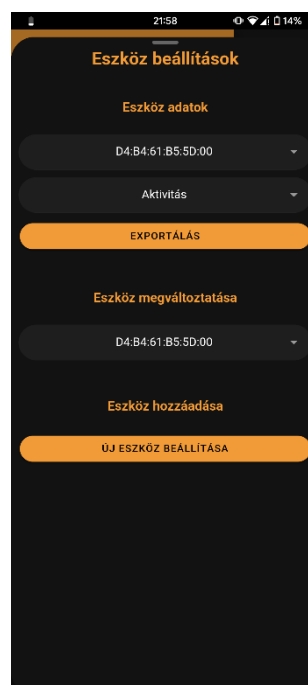 21:58
14%
Eszköz beállítások
Eszköz adatok
D4:B4:61:B5:5D:00
Aktivitás
EXPORTÁLÁS
Eszköz megváltoztatása
D4:B4:61:B5:5D:00
Eszköz hozzáadása
ÚJ ESZKÖZ BEÁLLÍTÁSA